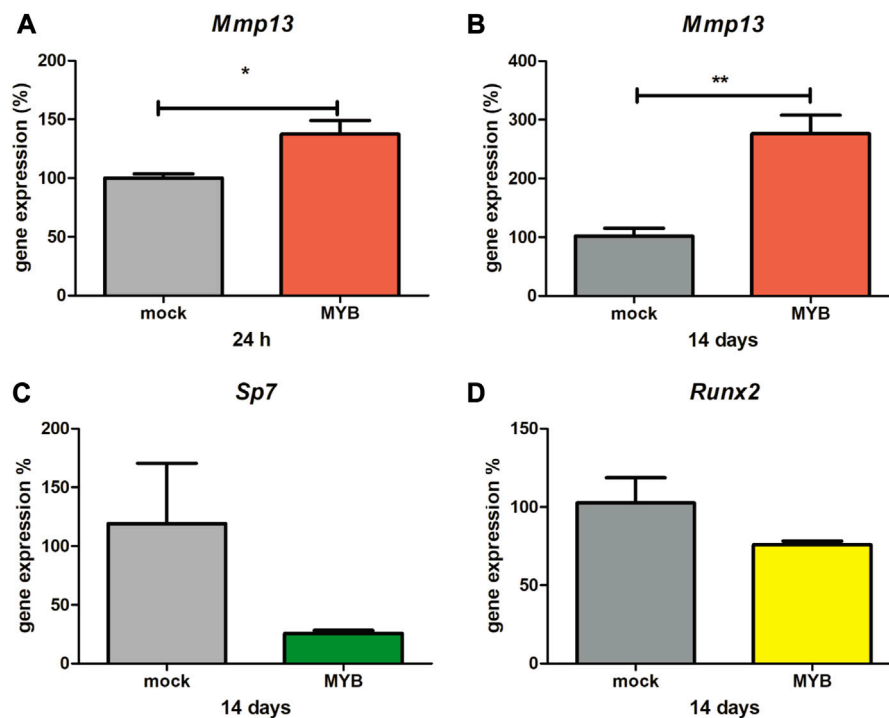 A
Mmp13
gene expression (%)
200
150
100
50
0
*
mock
MYB
24 h
B
Mmp13
gene expression (%)
400
300
200
100
0
**
mock
MYB
14 days
C
Sp7
gene expression %
200
150
100
50
0
mock
MYB
14 days
D
Runx2
gene expression %
150
100
50
0
mock
MYB
14 days